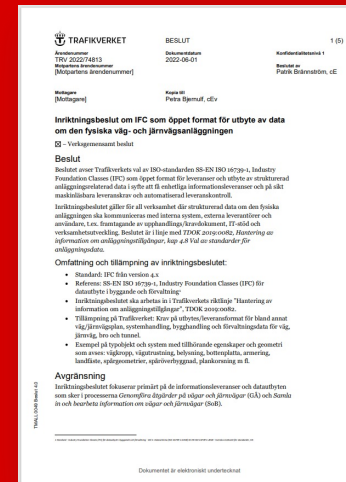 TRAFIKVERKET
BESLUT
1 (5)
Ärendenummer
TRV 2022/74813
Motpartens ärendenummer
[Motpartens ärendenummer]
Dokumentdatum
2022-06-01
Konfidentialitetsnivå 1
Beslutat av
Patrik Brännström, cE
Mottagare
[Mottagare]
Kopia till
Petra Bjernulf, cEv
Inriktningsbeslut om IFC som öppet format för utbyte av data
om den fysiska väg- och järnvägsanläggningen
– Verksgemensamt beslut
Beslut
Beslutet avser Trafikverkets val av ISO-standarden SS-EN ISO 16739-1, Industry
Foundation Classes (IFC) som öppet format för leveranser och utbyte av strukturerad
anläggningsrelaterad data i syfte att få enhetliga informationsleveranser och på sikt
maskinläsbara leveranskrav och automatiserad leveranskontroll.
Inriktningsbeslutet gäller för all verksamhet där strukturerad data om den fysiska
anläggningen ska kommuniceras med interna system, externa leverantörer och
användare, t.ex. framtagande av upphandlings/kravdokument, IT-stöd och
verksamhetsutveckling. Beslutet är i linje med TDOK 2019:0082, Hantering av
information om anläggningstillgångar, kap 4.8 Val av standarder för
anläggningsdata.
Omfattning och tillämpning av inriktningsbeslutet:
• Standard: IFC från version 4.x
• Referens: SS-EN ISO 16739-1, Industry Foundation Classes (IFC) för
datautbyte i byggande och förvaltning¹
• Inriktningsbeslutet ska arbetas in i Trafikverkets riktlinje "Hantering av
information om anläggningstillgångar", TDOK 2019:0082.
• Tillämpning på Trafikverket: Krav på utbytes/leveransformat för bland annat
väg/järnvägsplan, systemhandling, bygghandling och förvaltningsdata för väg,
järnväg, bro och tunnel.
• Exempel på typobjekt och system med tillhörande egenskaper och geometri
som avses: vägkropp, vägutrustning, belysning, bottenplatta, armering,
landfäste, spårgeometrier, spåröverbyggnad, plankorsning m fl.
Avgränsning
Inriktningsbeslutet fokuserar primärt på de informationsleveranser och datautbyten
som sker i processerna Genomföra åtgärder på vägar och järnvägar (GÅ) och Samla
in och bearbeta information om vägar och järnvägar (SoB).
Dokumentet är elektroniskt undertecknat